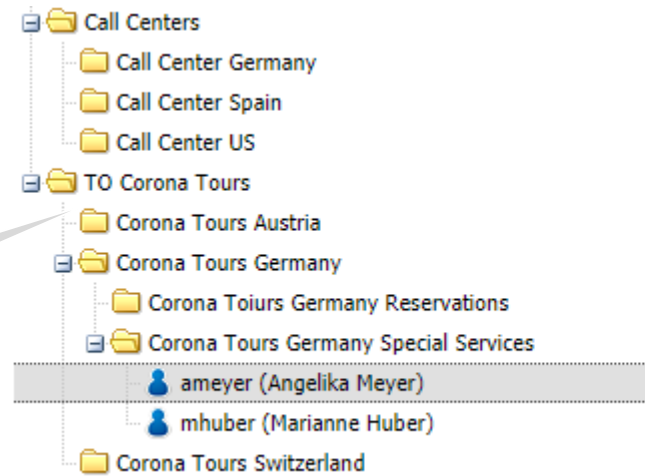 Call Centers
Call Center Germany
Call Center Spain
Call Center US
TO Corona Tours
Corona Tours Austria
Corona Tours Germany
Corona Toiurs Germany Reservations
Corona Tours Germany Special Services
ameyer (Angelika Meyer)
mhuber (Marianne Huber)
Corona Tours Switzerland